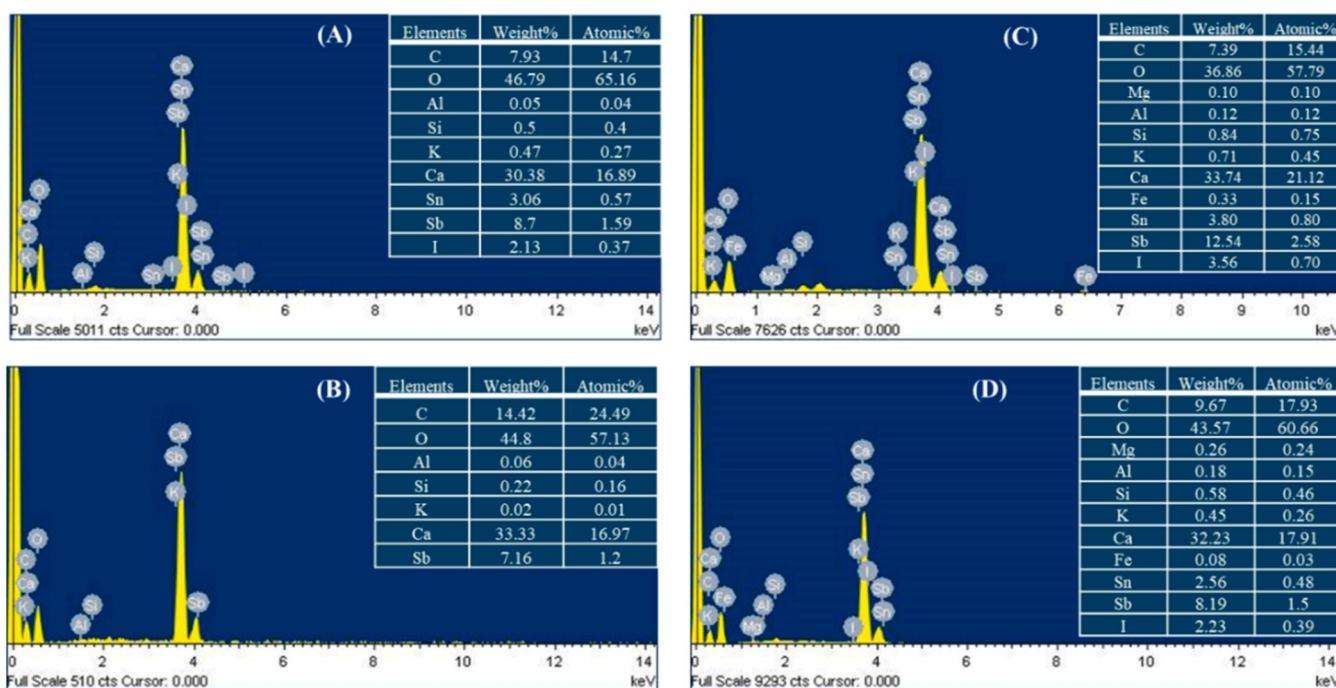 (A)
Elements Weight% Atomic%
C 7.93 14.7
O 46.79 65.16
Al 0.05 0.04
Si 0.5 0.4
K 0.47 0.27
Ca 30.38 16.89
Sn 3.06 0.57
Sb 8.7 1.59
I 2.13 0.37
Ca
Sn
Sb
K
I
O
Ca
C
K
Si
Al
Sn
I
Sb
Sn
Sb
I
0 2 4 6 8 10 12 14
Full Scale 5011 cts Cursor: 0.000 keV
(C)
Elements Weight% Atomic%
C 7.39 15.44
O 36.86 57.79
Mg 0.10 0.10
Al 0.12 0.12
Si 0.84 0.75
K 0.71 0.45
Ca 33.74 21.12
Fe 0.33 0.15
Sn 3.80 0.80
Sb 12.54 2.58
I 3.56 0.70
Ca
Sn
Sb
I
K
O
Ca
C
Fe
K
Si
Al
Mg
K
Sn
I
Ca
Sb
Sn
I
Sb
Fe
0 1 2 3 4 5 6 7 8 9 10
Full Scale 7626 cts Cursor: 0.000 keV
(B)
Elements Weight% Atomic%
C 14.42 24.49
O 44.8 57.13
Al 0.06 0.04
Si 0.22 0.16
K 0.02 0.01
Ca 33.33 16.97
Sb 7.16 1.2
Ca
Sb
K
O
C
Ca
K
Si
Al
Sb
0 2 4 6 8 10 12 14
Full Scale 510 cts Cursor: 0.000 keV
(D)
Elements Weight% Atomic%
C 9.67 17.93
O 43.57 60.66
Mg 0.26 0.24
Al 0.18 0.15
Si 0.58 0.46
K 0.45 0.26
Ca 32.23 17.91
Fe 0.08 0.03
Sn 2.56 0.48
Sb 8.19 1.5
I 2.23 0.39
Ca
Sn
Sb
K
I
O
Ca
C
Fe
K
Si
Al
Mg
I
Sb
Sn
0 2 4 6 8 10 12 14
Full Scale 9293 cts Cursor: 0.000 keV